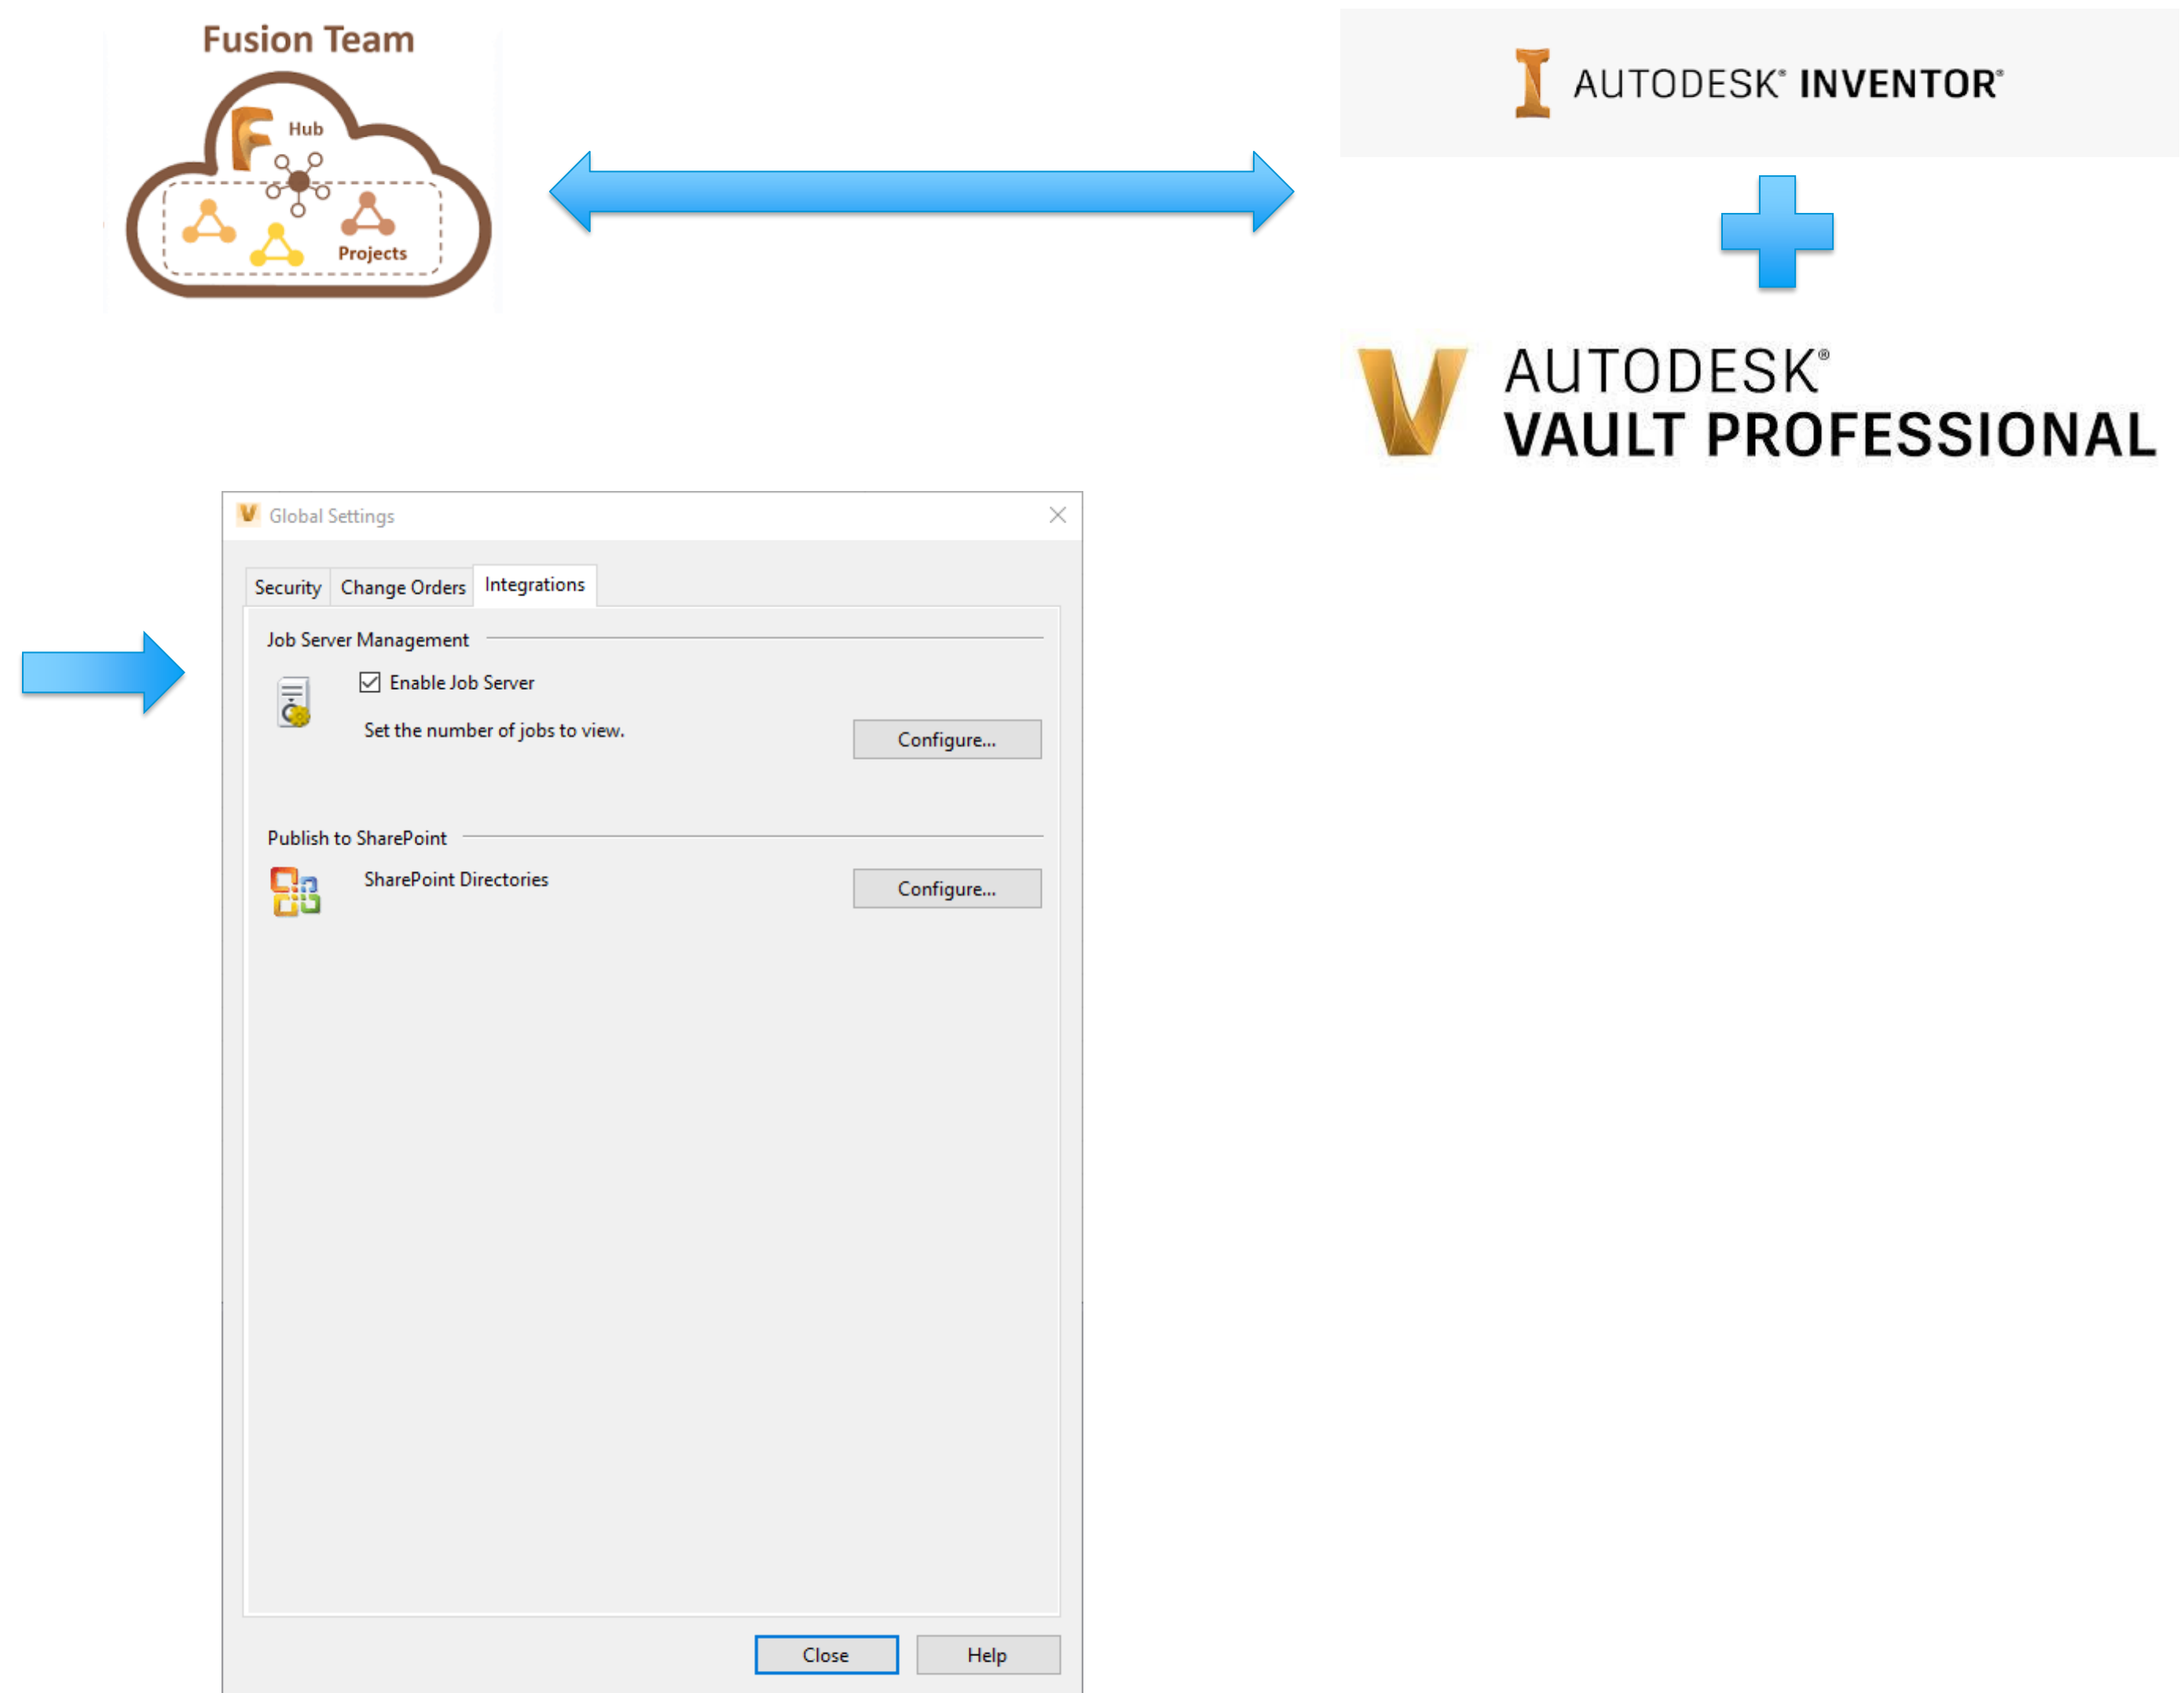 Fusion Team
Hub
Projects
AUTODESK® INVENTOR®
AUTODESK®
VAULT PROFESSIONAL
Global Settings
Security Change Orders Integrations
Job Server Management
Enable Job Server
Set the number of jobs to view.
Configure...
Publish to SharePoint
SharePoint Directories
Configure...
Close Help